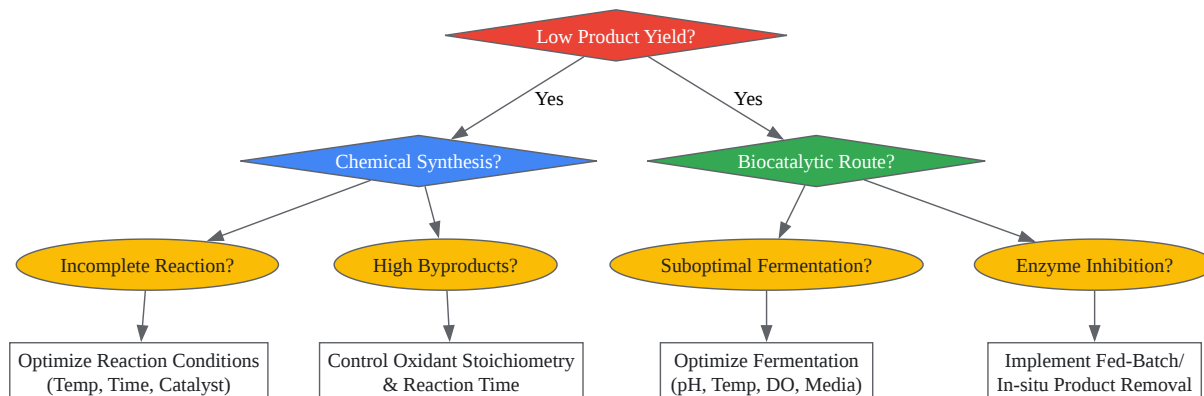 Low Product Yield?
Yes
Yes
Chemical Synthesis?
Biocatalytic Route?
Incomplete Reaction?
High Byproducts?
Suboptimal Fermentation?
Enzyme Inhibition?
Optimize Reaction Conditions
(Temp, Time, Catalyst)
Control Oxidant Stoichiometry
& Reaction Time
Optimize Fermentation
(pH, Temp, DO, Media)
Implement Fed-Batch/
In-situ Product Removal